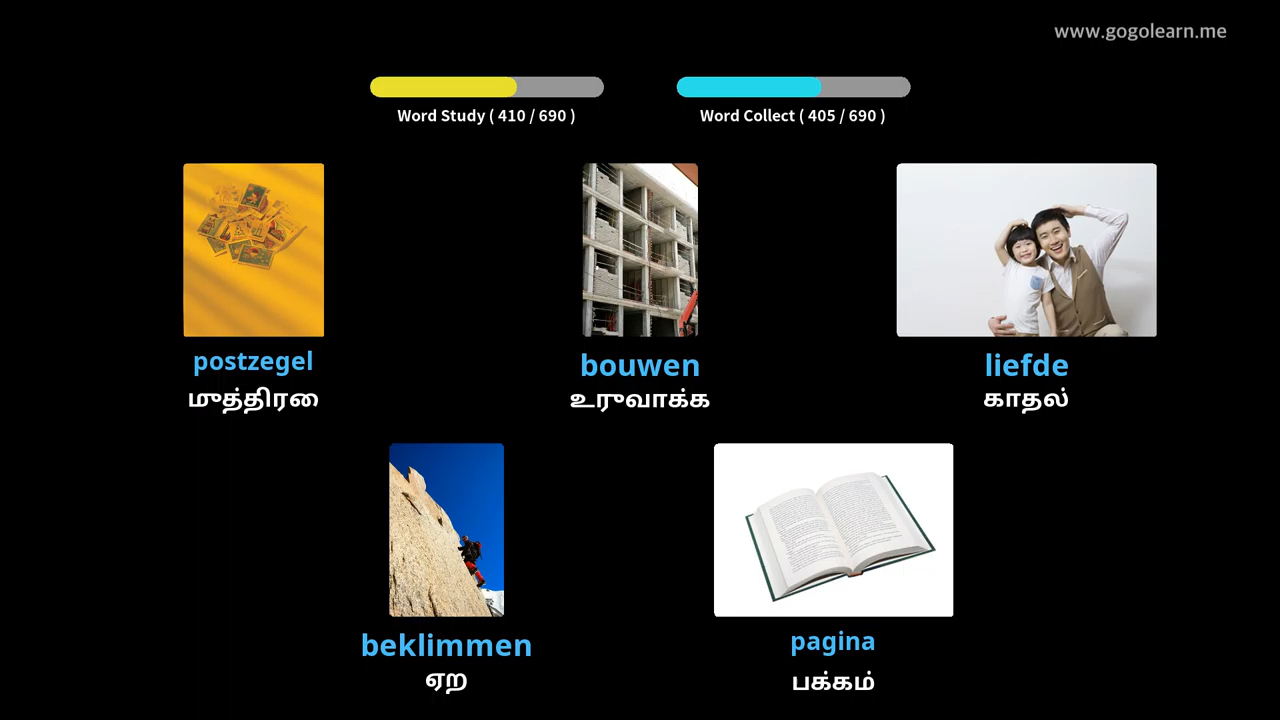 www.gogolearn.me
Word Study ( 410 / 690 )
Word Collect ( 405 / 690 )
postzegel
முத்திரை
bouwen
உருவாக்க
liefde
காதல்
beklimmen
ஏற
pagina
பக்கம்